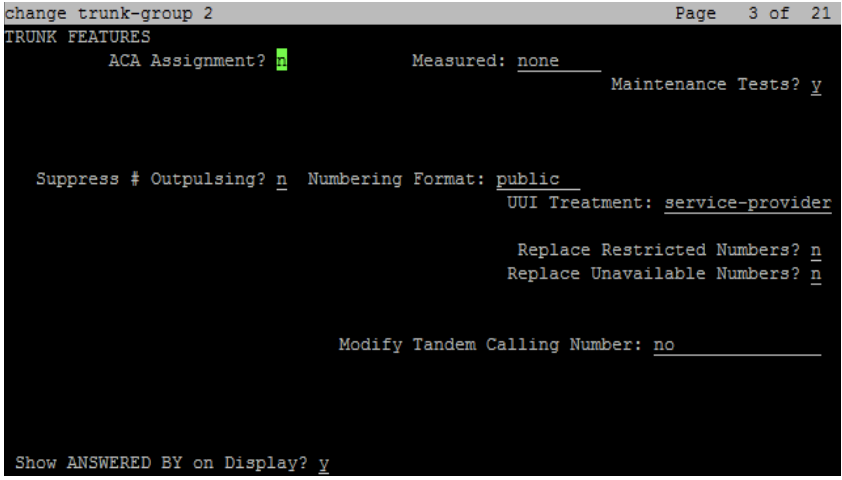 change trunk-group 2 Page 3 of 21
TRUNK FEATURES
ACA Assignment? n Measured: none
Maintenance Tests? y
Suppress # Outpulsing? n Numbering Format: public
UUI Treatment: service-provider
Replace Restricted Numbers? n
Replace Unavailable Numbers? n
Modify Tandem Calling Number: no
Show ANSWERED BY on Display? y